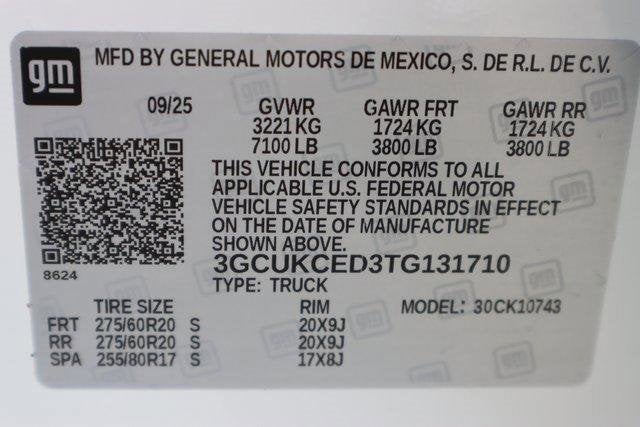 gm MFD BY GENERAL MOTORS DE MEXICO, S. DE R.L. DE C.V.
09/25 GVWR GAWR FRT GAWR RR
3221 KG 1724 KG 1724 KG
7100 LB 3800 LB 3800 LB
THIS VEHICLE CONFORMS TO ALL
APPLICABLE U.S. FEDERAL MOTOR
VEHICLE SAFETY STANDARDS IN EFFECT
ON THE DATE OF MANUFACTURE
SHOWN ABOVE.
3GCUKCED3TG131710
8624
TYPE: TRUCK
TIRE SIZE RIM MODEL: 30CK10743
FRT 275/60R20 S 20X9J
RR 275/60R20 S 20X9J
SPA 255/80R17 S 17X8J